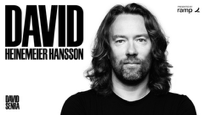 DAVID
HEINEMEIER HANSSON
ramp
DAVID
SENRA